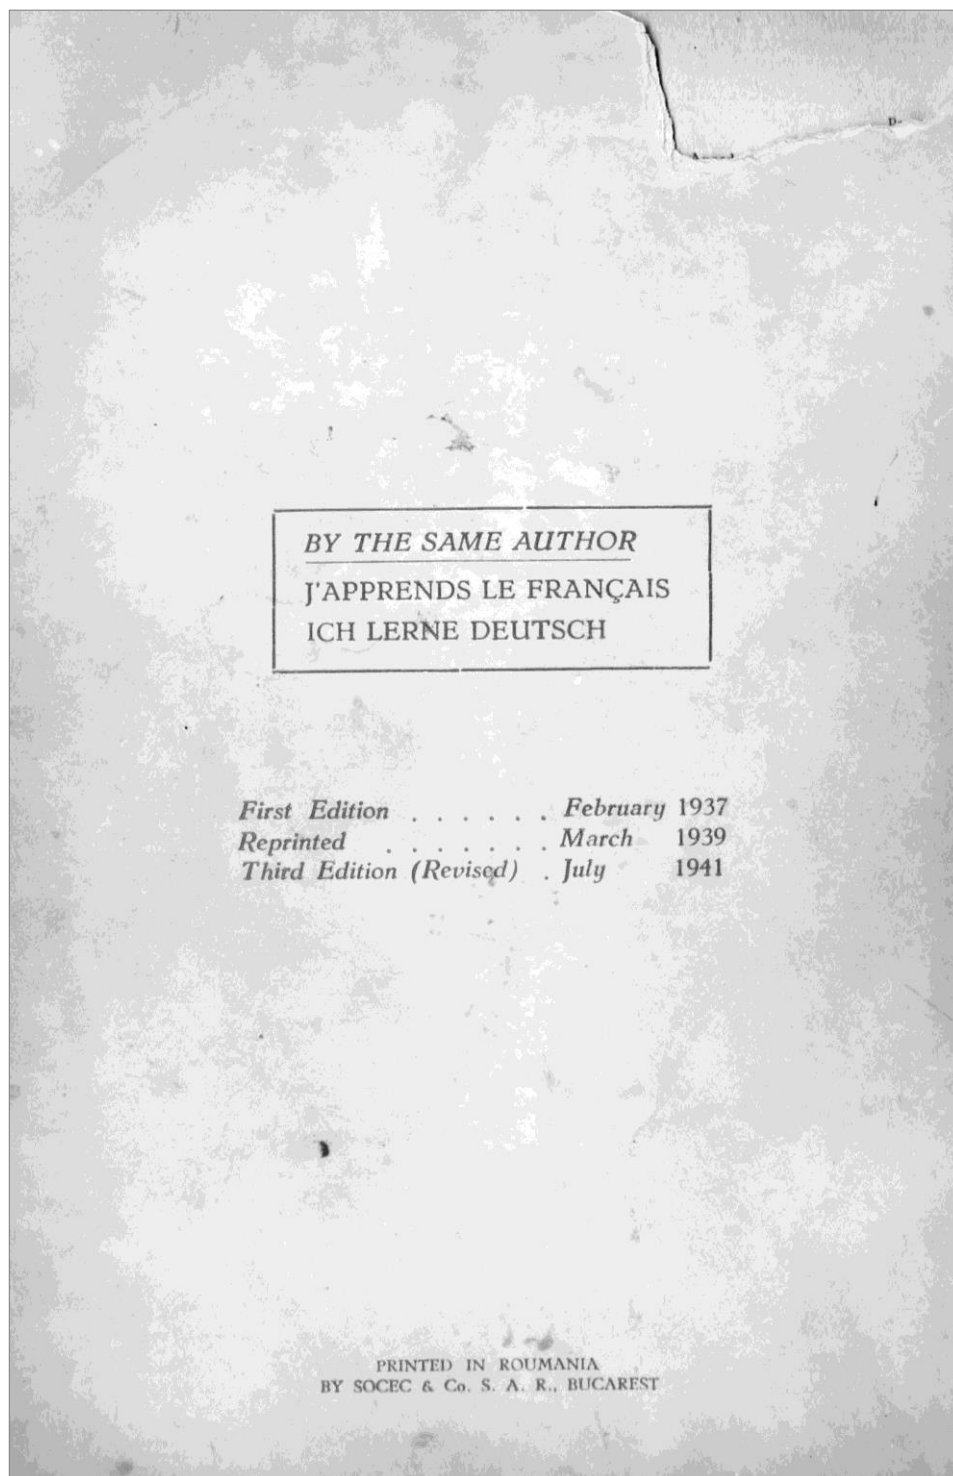 BY THE SAME AUTHOR
J'APPRENDS LE FRANÇAIS
ICH LERNE DEUTSCH
First Edition . . . . . . February 1937
Reprinted . . . . . . . March 1939
Third Edition (Revised) . July 1941
PRINTED IN ROUMANIA
BY SOCEC & Co. S. A. R., BUCAREST